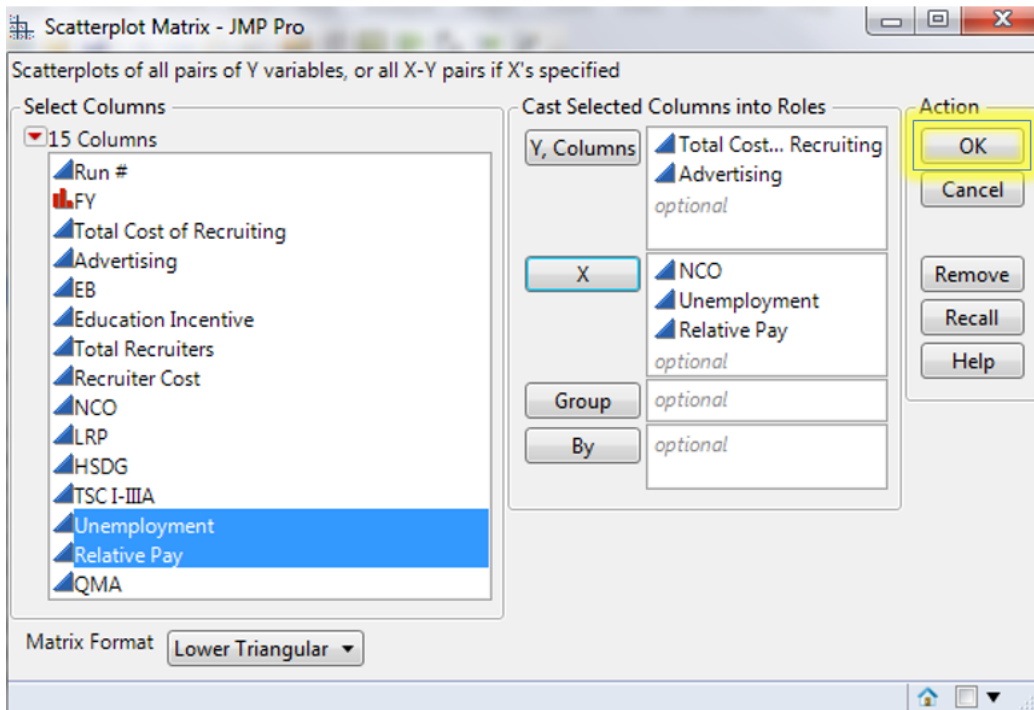 Scatterplot Matrix - JMP Pro
Scatterplots of all pairs of Y variables, or all X-Y pairs if X's specified
Select Columns
15 Columns
Run #
FY
Total Cost of Recruiting
Advertising
EB
Education Incentive
Total Recruiters
Recruiter Cost
NCO
LRP
HSDG
TSC I-IIIA
Unemployment
Relative Pay
QMA
Matrix Format Lower Triangular
Cast Selected Columns into Roles
Y, Columns
Total Cost... Recruiting
Advertising
optional
X
NCO
Unemployment
Relative Pay
optional
Group optional
By optional
Action
OK
Cancel
Remove
Recall
Help